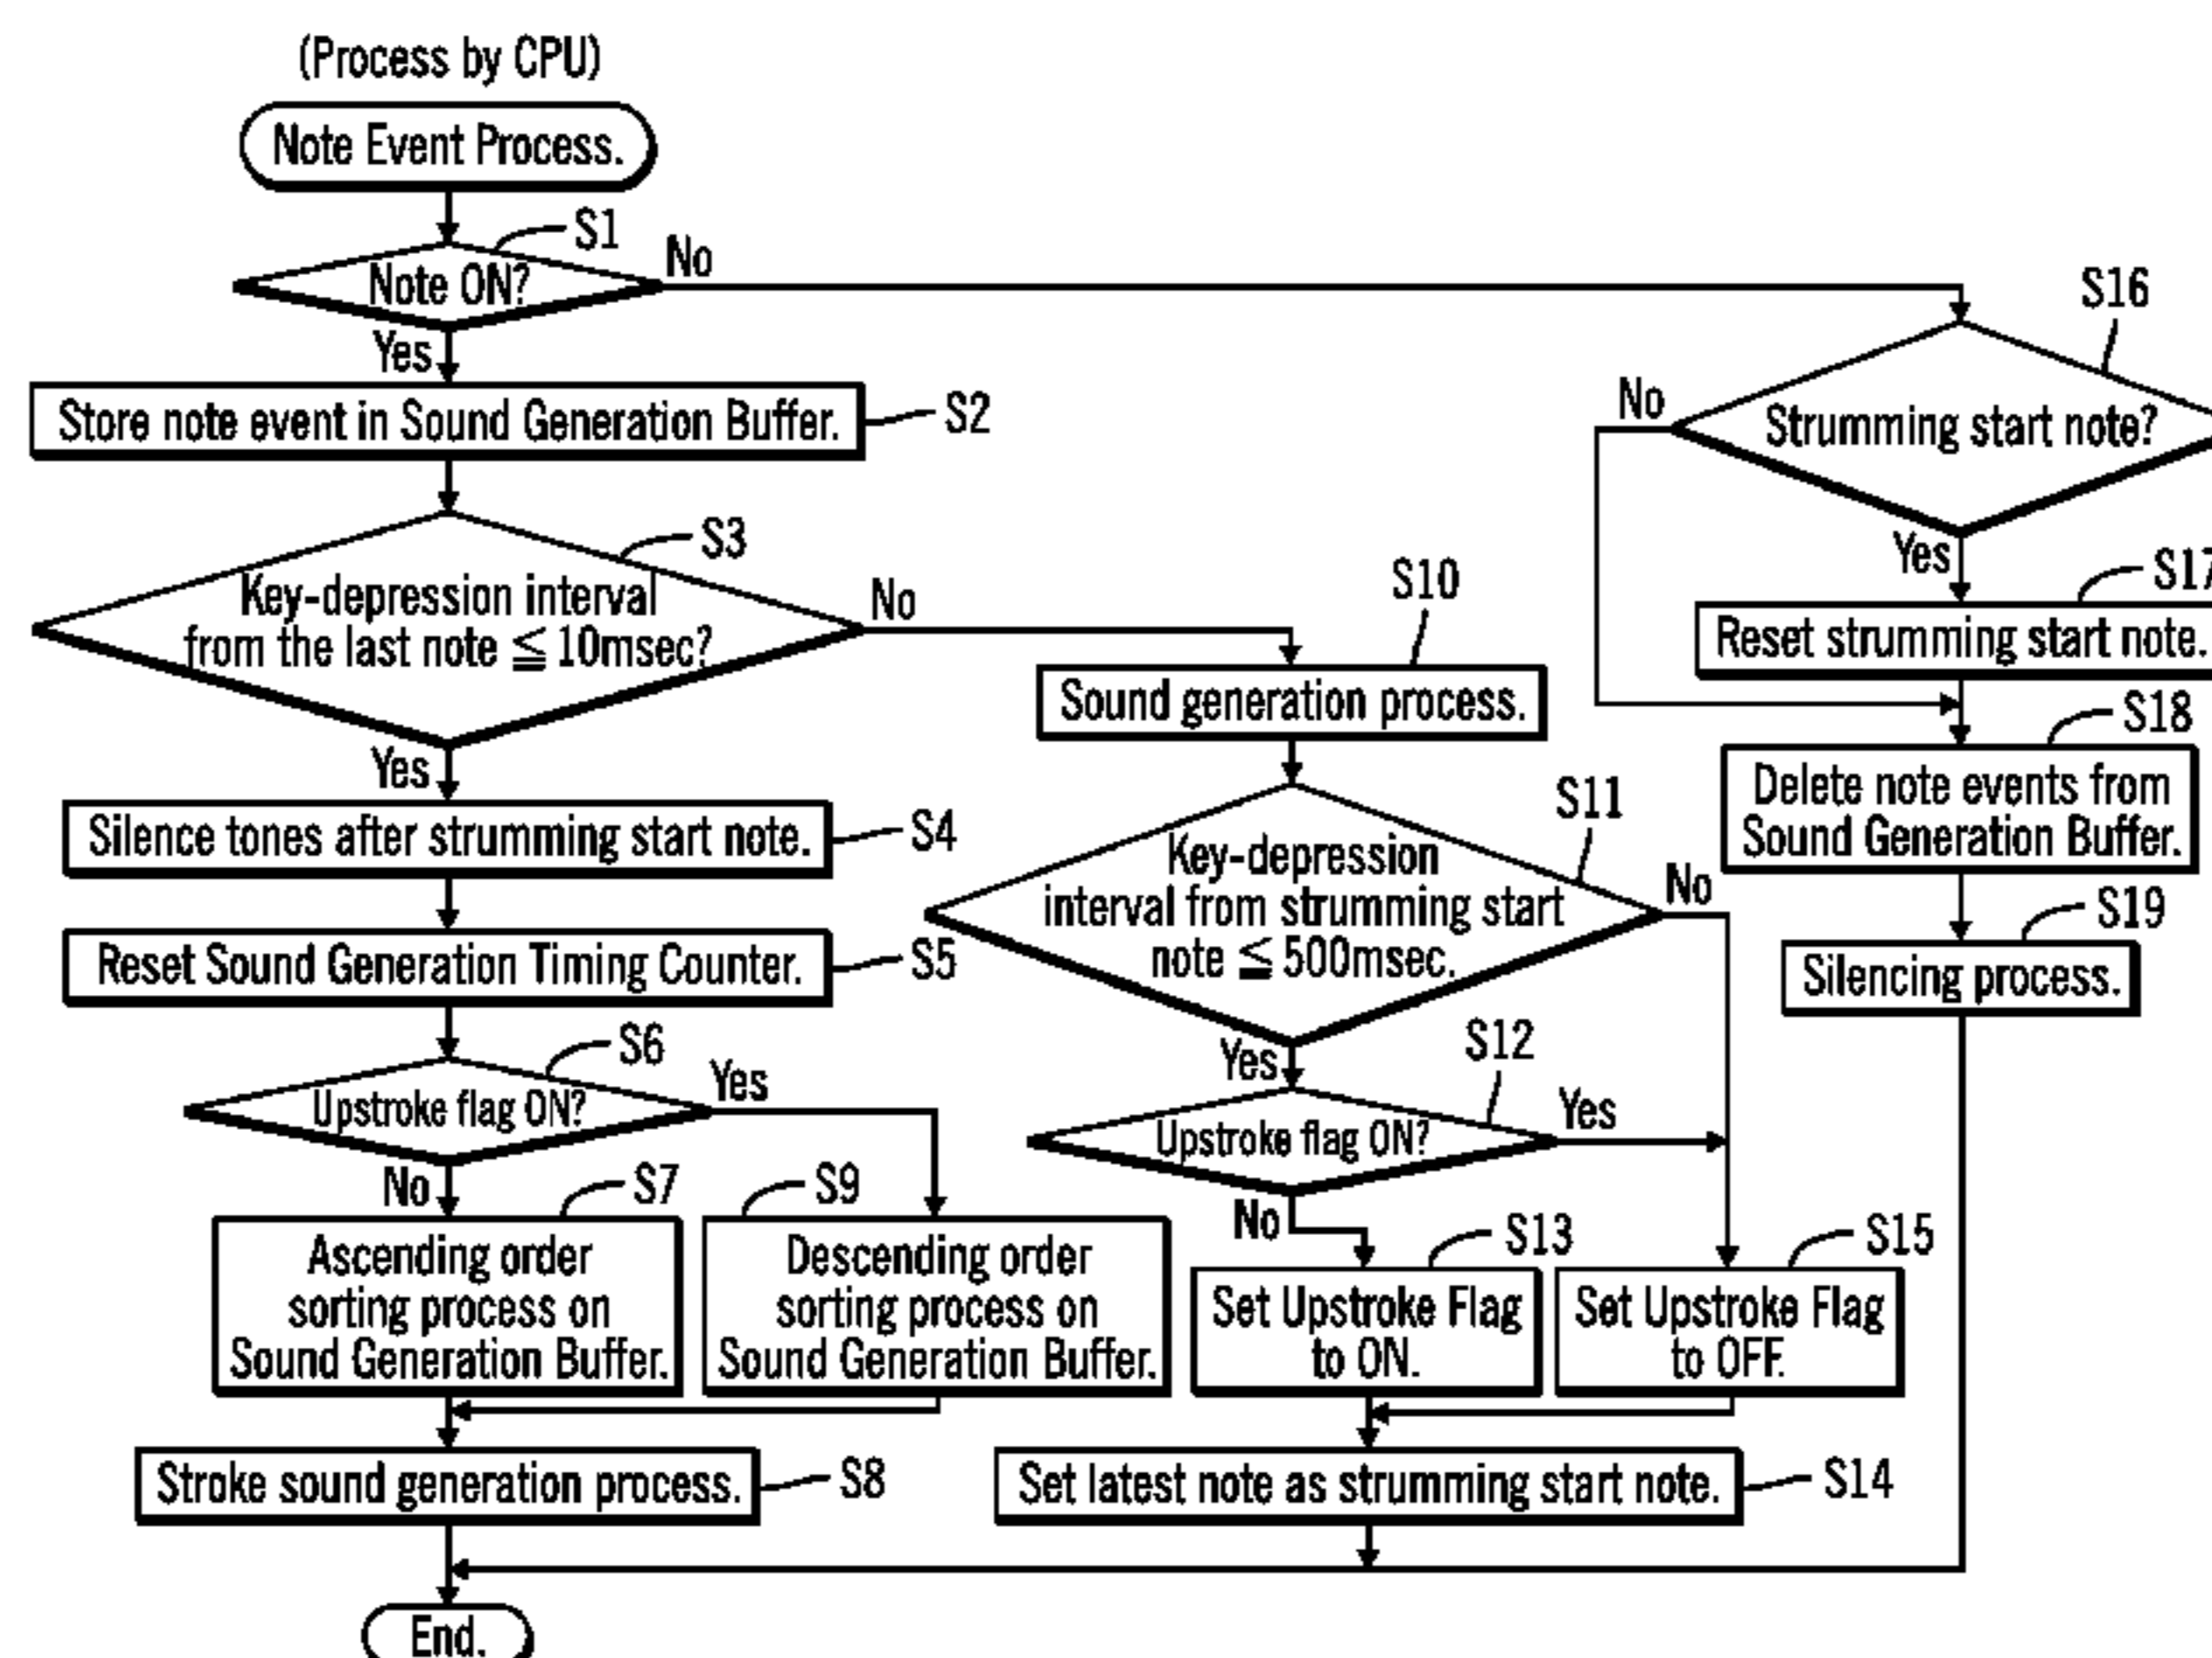 (Process by CPU)
Note Event Process.
S1
Note ON?
No
Yes
Store note event in Sound Generation Buffer.
S2
S3
Key-depression interval
from the last note ≦ 10msec?
No
Yes
Silence tones after strumming start note.
S4
Reset Sound Generation Timing Counter.
S5
S6
Upstroke flag ON?
Yes
No
S7
Ascending order
sorting process on
Sound Generation Buffer.
S9
Descending order
sorting process on
Sound Generation Buffer.
Stroke sound generation process.
S8
End.
S10
Sound generation process.
S11
Key-depression
interval from strumming start
note ≦ 500msec.
No
Yes
S12
Upstroke flag ON?
Yes
No
S13
Set Upstroke Flag
to ON.
S15
Set Upstroke Flag
to OFF.
Set latest note as strumming start note.
S14
S16
Strumming start note?
No
Yes
S17
Reset strumming start note.
S18
Delete note events from
Sound Generation Buffer.
S19
Silencing process.